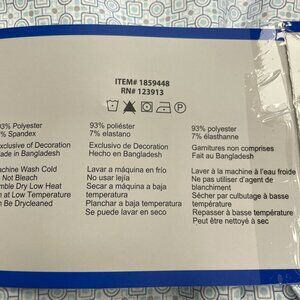 ITEM# 1859448
RN# 123913
93% Polyester
7% Spandex
Exclusive of Decoration
Made in Bangladesh
Machine Wash Cold
Not Bleach
Tumble Dry Low Heat
at Low Temperature
Be Drycleaned
93% poliéster
7% elastano
Exclusivo de Decoration
Hecho en Bangladesh
Lavar a máquina en frío
No usar lejía
Secar a máquina a baja
temperatura
Planchar a baja temperatura
Se puede lavar en seco
93% polyester
7% élasthanne
Garnitures non comprises
Fait au Bangladesh
Laver à la machine à l'eau froide
Ne pas utiliser d'agent de
blanchiment
Sécher par culbutage à basse
température
Repasser à basse température
Peut être nettoyé à sec